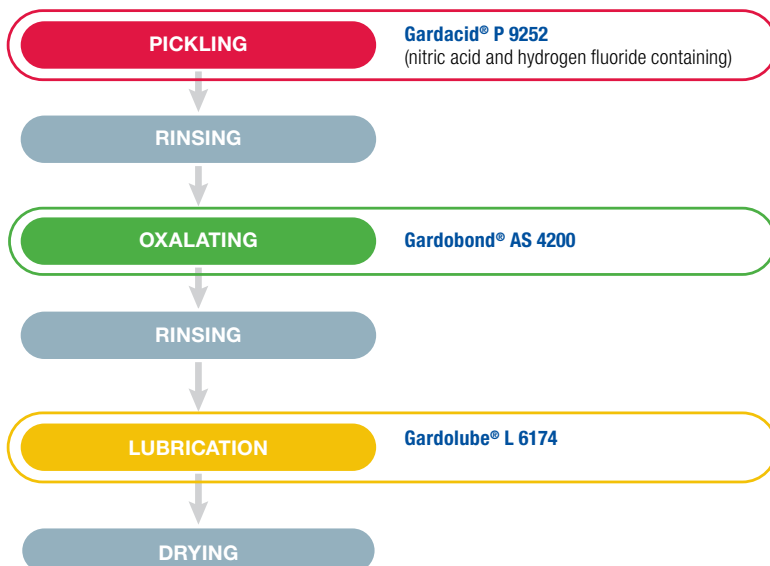 PICKLING
Gardacid® P 9252
(nitric acid and hydrogen fluoride containing)
RINSING
OXALATING
Gardobond® AS 4200
RINSING
LUBRICATION
Gardolube® L 6174
DRYING